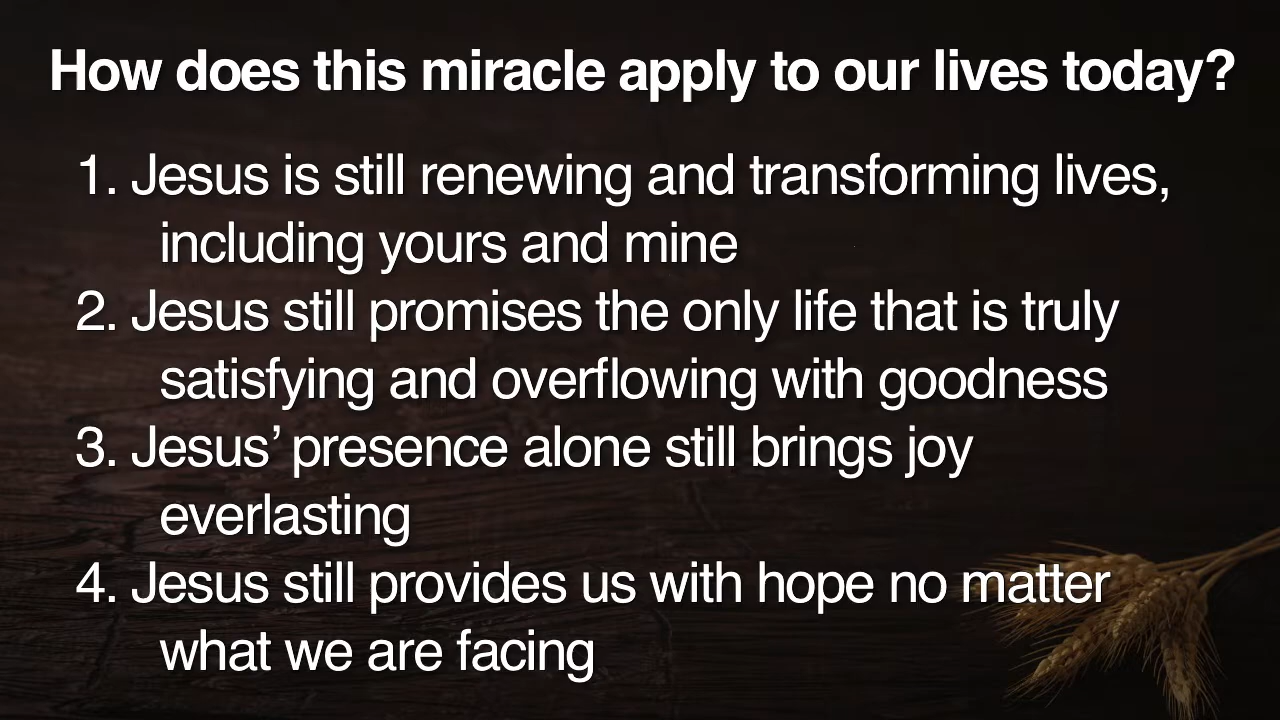 How does this miracle apply to our lives today?
1. Jesus is still renewing and transforming lives,
including yours and mine
2. Jesus still promises the only life that is truly
satisfying and overflowing with goodness
3. Jesus’ presence alone still brings joy
everlasting
4. Jesus still provides us with hope no matter
what we are facing